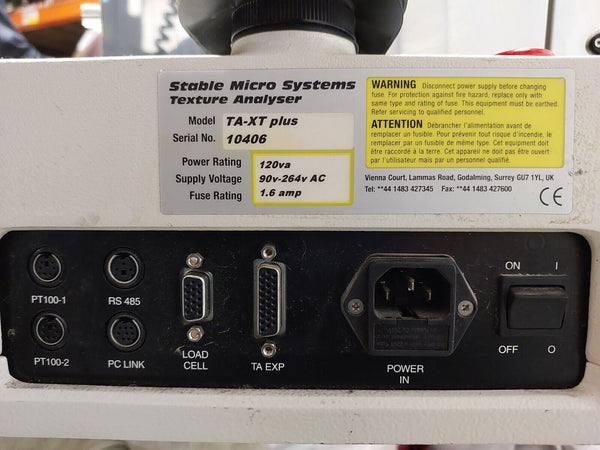 Stable Micro Systems
Texture Analyser
Model TA-XT plus
Serial No. 10406
Power Rating 120va
Supply Voltage 90v-264v AC
Fuse Rating 1.6 amp
WARNING Disconnect power supply before changing
fuse. For protection against fire hazard, replace only with
same type and rating of fuse. This equipment must be earthed.
Refer servicing to qualified personnel.
ATTENTION Débrancher l'alimentation avant de
remplacer un fusible. Pour prévenir tout risque d'incendie, le
remplacer par un fusible de même type. Cet équipement doit
être raccordé à la terre. Cet appareil ne doit pas être ouvert
par l'utilisateur mais par un personnel qualifié.
Vienna Court, Lammas Road, Godalming, Surrey GU7 1YL, UK
Tel: **44 1483 427345 Fax: **44 1483 427600
PT100-1
RS 485
PT100-2
PC LINK
LOAD
CELL
TA EXP
POWER
IN
ON I
OFF O